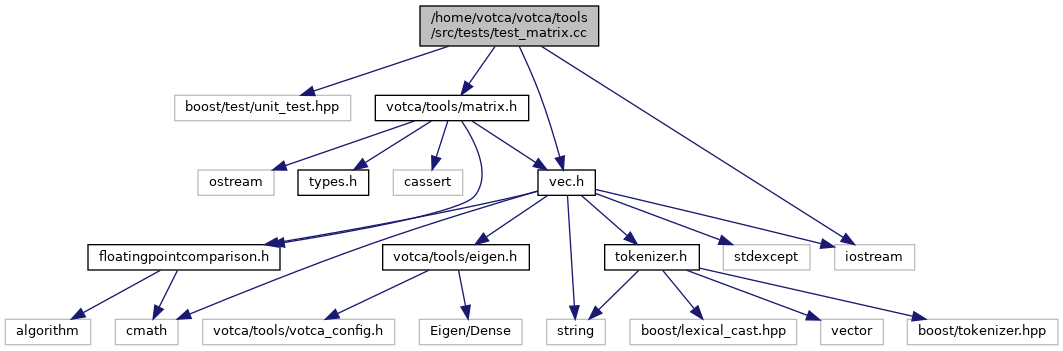 /home/votca/votca/tools
/src/tests/test_matrix.cc
boost/test/unit_test.hpp
votca/tools/matrix.h
ostream
types.h
cassert
vec.h
floatingpointcomparison.h
votca/tools/eigen.h
tokenizer.h
stdexcept
iostream
algorithm
cmath
votca/tools/votca_config.h
Eigen/Dense
string
boost/lexical_cast.hpp
vector
boost/tokenizer.hpp